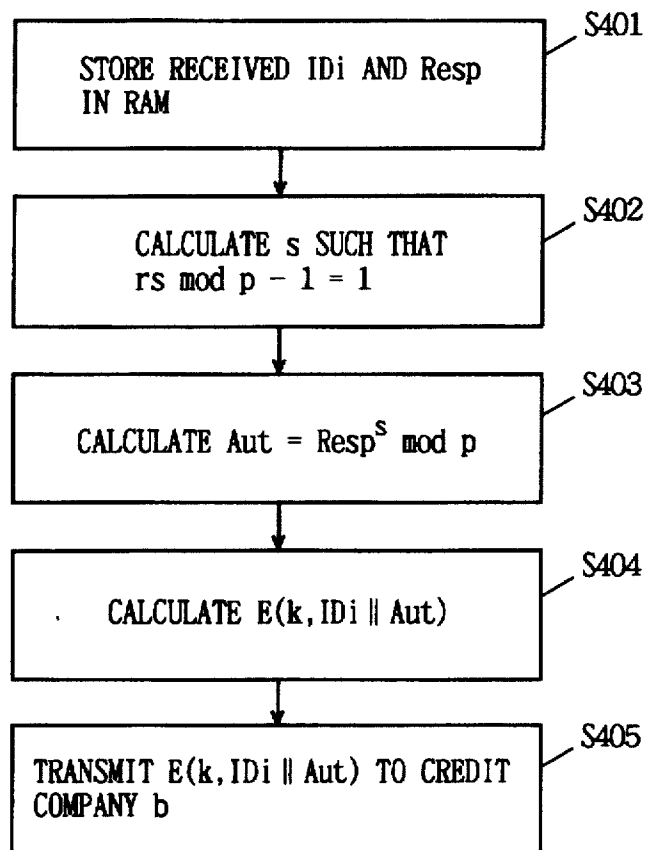 S401
STORE RECEIVED IDi AND Resp
IN RAM
S402
CALCULATE s SUCH THAT
rs mod p - 1 = 1
S403
CALCULATE Aut = Resp^s mod p
S404
CALCULATE E(k, IDi || Aut)
S405
TRANSMIT E(k, IDi || Aut) TO CREDIT
COMPANY b